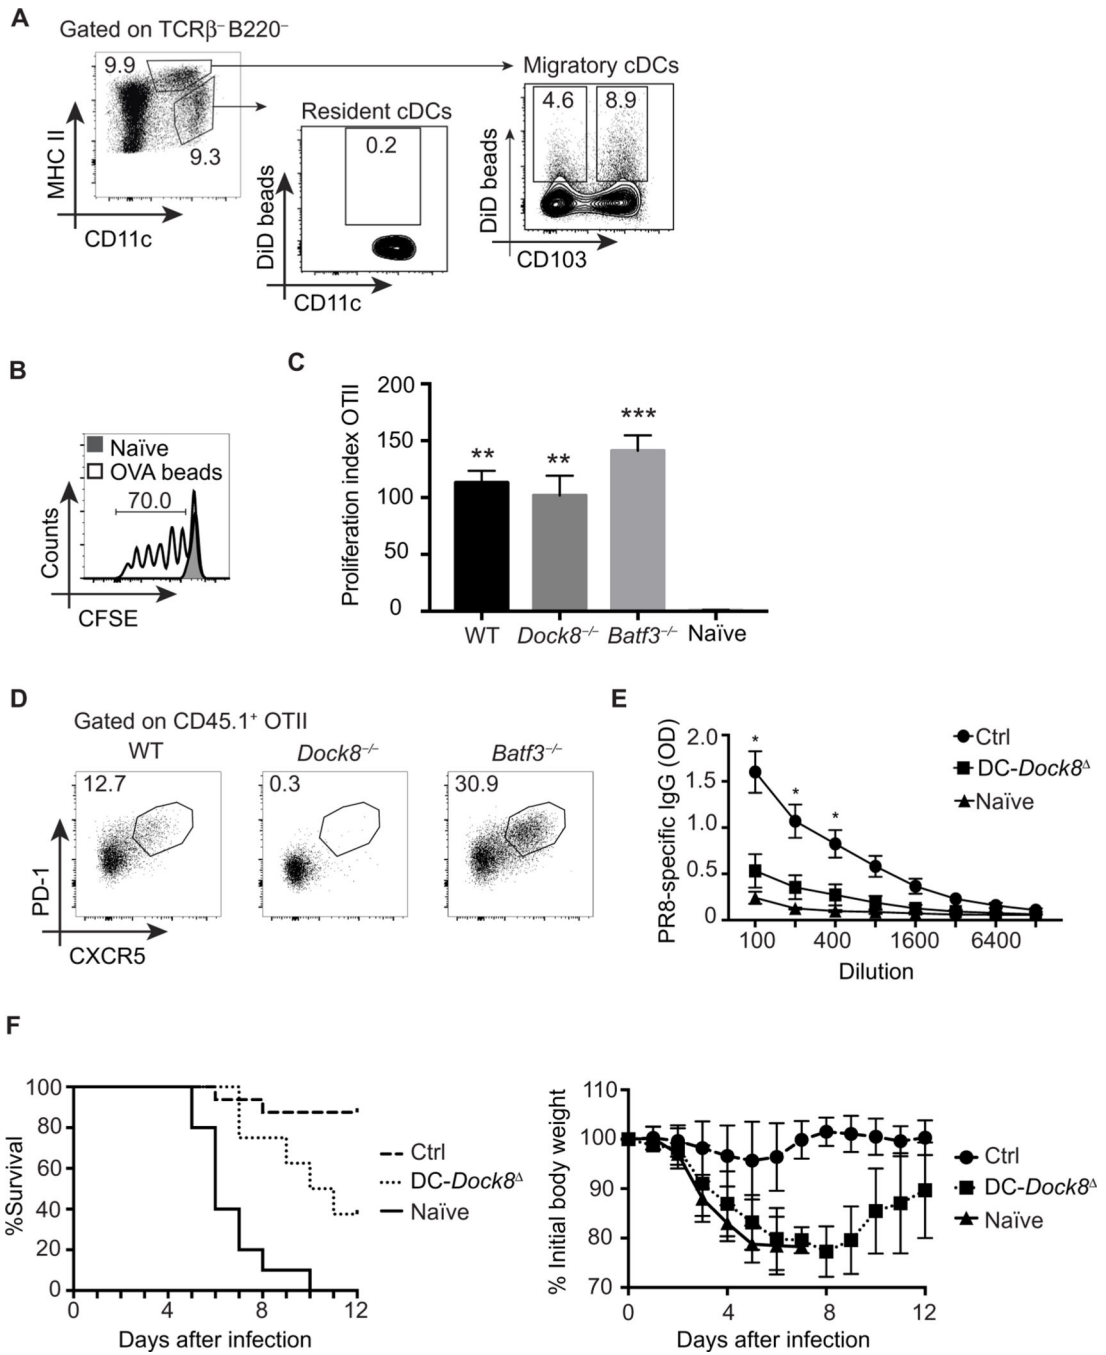 A
Gated on TCRβ⁻ B220⁻
9.9
9.3
MHC II
CD11c
Resident cDCs
0.2
DiD beads
CD11c
Migratory cDCs
4.6
8.9
DiD beads
CD103
B
Naïve
OVA beads
70.0
Counts
CFSE
C
Proliferation index OTII
200
150
100
50
0
**
**
***
WT
Dock8⁻/⁻
Batf3⁻/⁻
Naïve
D
Gated on CD45.1⁺ OTII
WT
Dock8⁻/⁻
Batf3⁻/⁻
12.7
0.3
30.9
PD-1
CXCR5
E
PR8-specific IgG (OD)
2.0
1.5
1.0
0.5
0
*
*
*
100
400
1600
6400
Dilution
Ctrl
DC-Dock8Δ
Naïve
F
%Survival
100
80
60
40
20
0
0
4
8
12
Days after infection
Ctrl
DC-Dock8Δ
Naïve
% Initial body weight
110
100
90
80
70
0
4
8
12
Days after infection
Ctrl
DC-Dock8Δ
Naïve